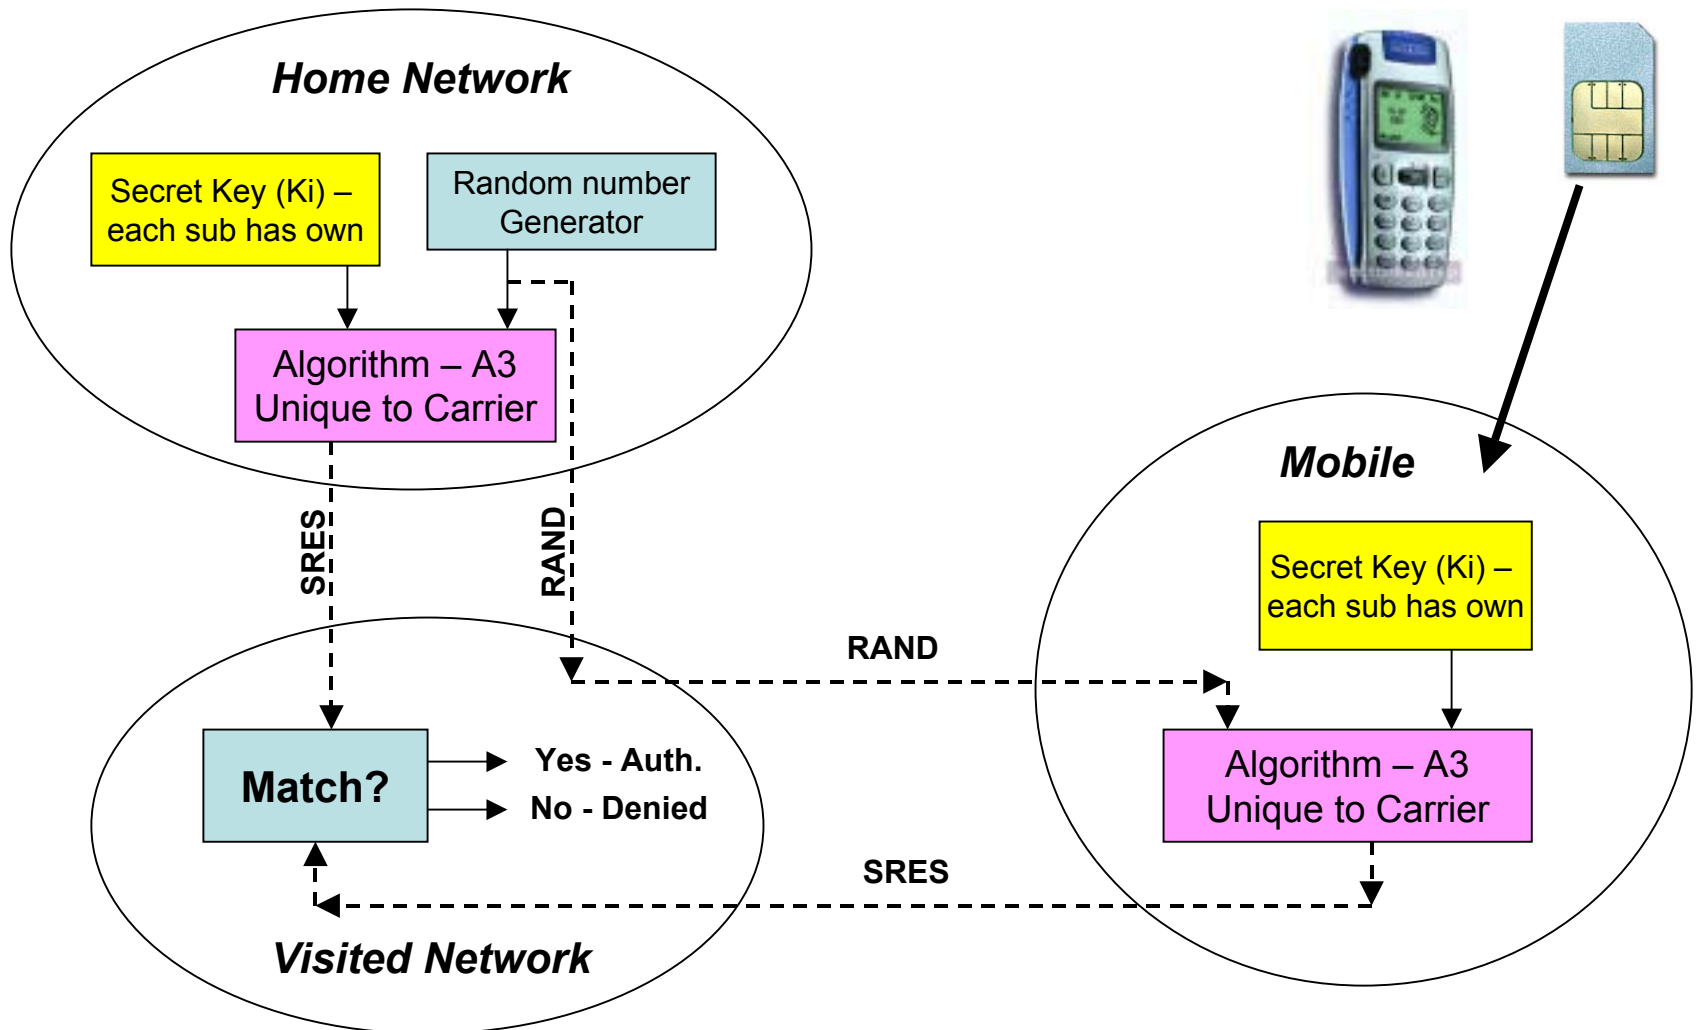 Home Network
Secret Key (Ki) –
each sub has own
Random number
Generator
Algorithm – A3
Unique to Carrier
SRES
RAND
Mobile
Secret Key (Ki) –
each sub has own
RAND
Algorithm – A3
Unique to Carrier
Match?
Yes - Auth.
No - Denied
SRES
Visited Network